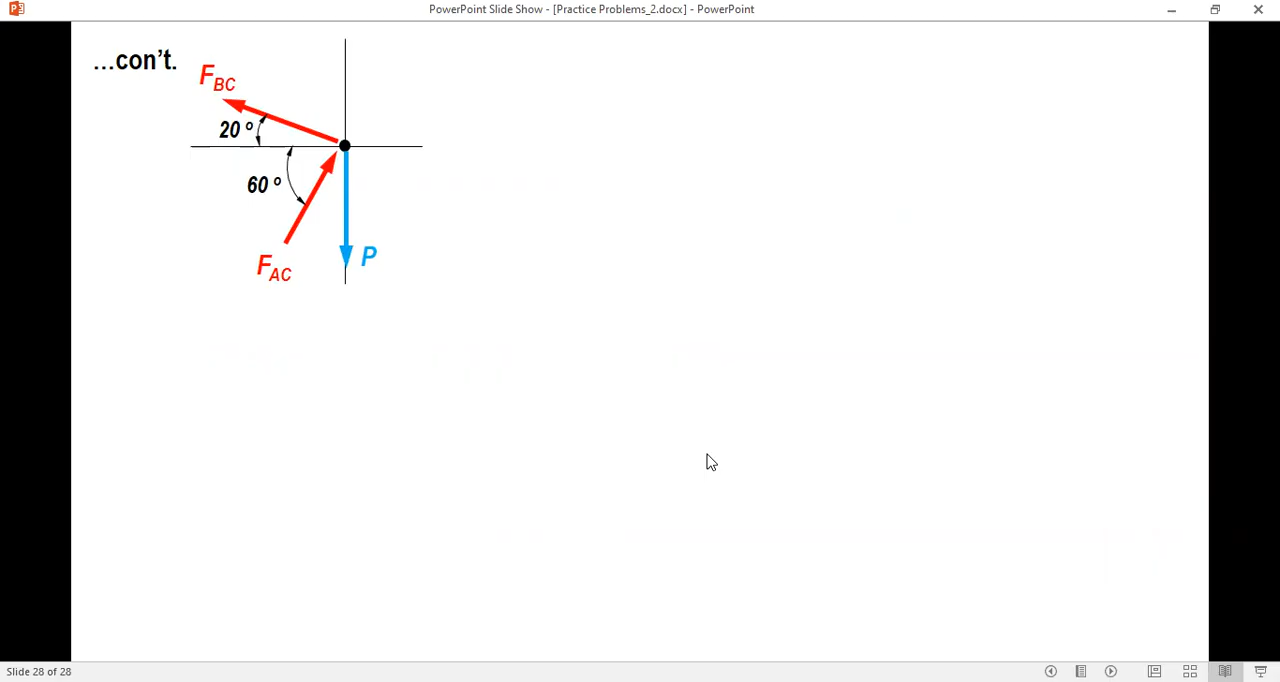 PowerPoint Slide Show - [Practice Problems_2.docx] - PowerPoint
...con't.
F_BC
20 º
60 º
F_AC
P
Slide 28 of 28